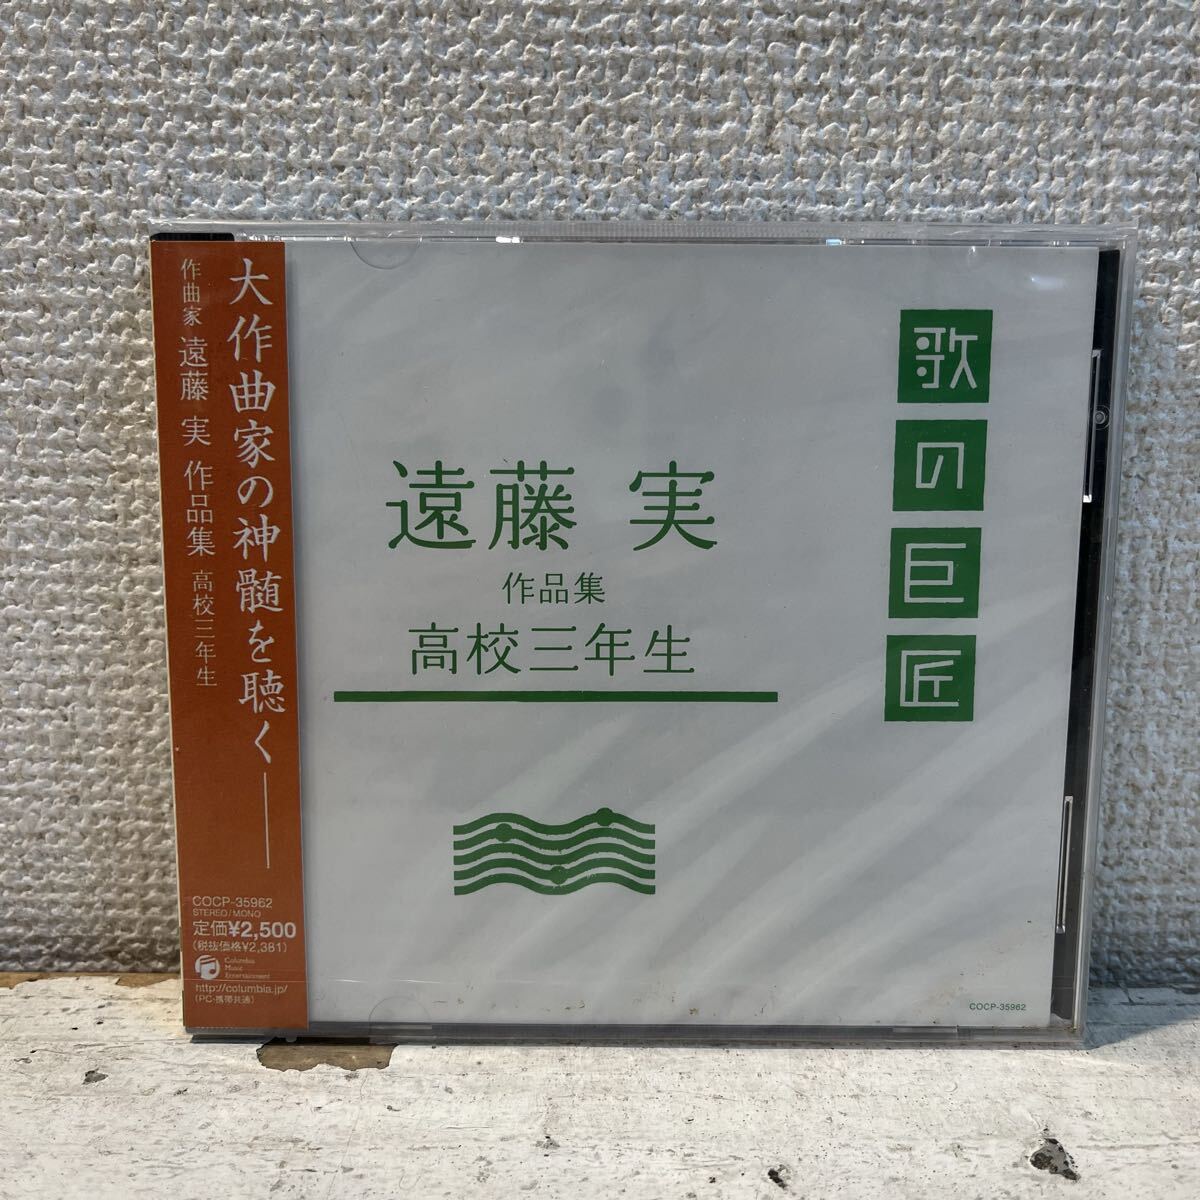 大作曲家の神髄を聴く――
作曲家 遠藤 実 作品集 高校三年生
COCP-35962
STEREO/MONO
定価¥2,500
(税抜価格¥2,381)
Columbia
Music
Entertainment
http://columbia.jp/
(PC・携帯共通)
歌の巨匠
遠藤 実
作品集
高校三年生
COCP-35962